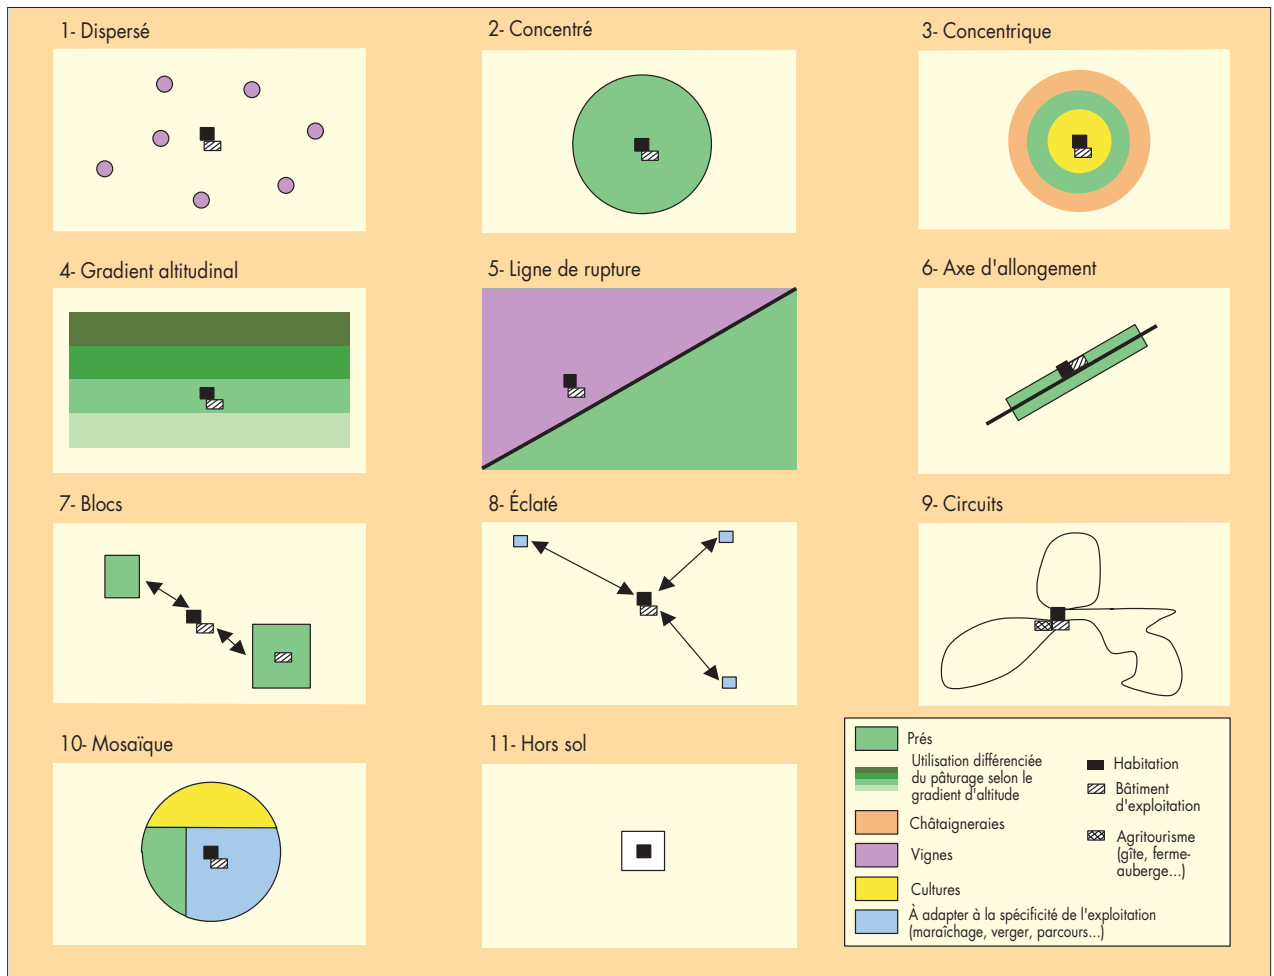 1- Dispersé
2- Concentré
3- Concentrique
4- Gradient altitudinal
5- Ligne de rupture
6- Axe d'allongement
7- Blocs
8- Éclaté
9- Circuits
10- Mosaïque
11- Hors sol
Prés
Utilisation différenciée
du pâturage selon le
gradient d'altitude
Châtaigneraies
Vignes
Cultures
À adapter à la spécificité de l'exploitation
(maraîchage, verger, parcours...)
Habitation
Bâtiment
d'exploitation
Agritourisme
(gîte, ferme-
auberge...)